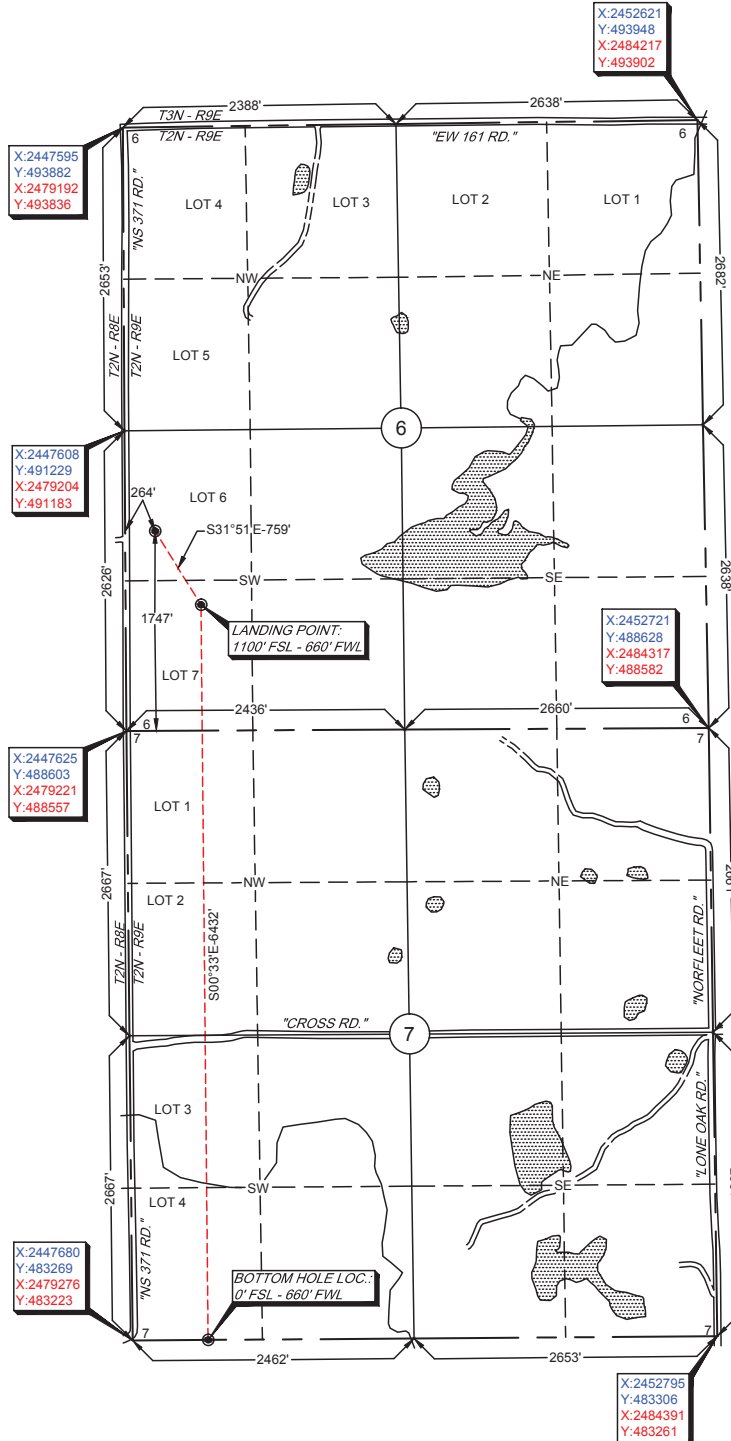 X:2452621
Y:493948
X:2484217
Y:493902
2388'
2638'
T3N - R9E
T2N - R9E
"EW 161 RD."
6
6
X:2447595
Y:493882
X:2479192
Y:493836
"NS 371 RD."
LOT 4
LOT 3
LOT 2
LOT 1
2653'
NW
NE
2682'
T2N - R8E
T2N - R9E
LOT 5
6
X:2447608
Y:491229
X:2479204
Y:491183
264'
LOT 6
S31°51'E-759'
2626'
SW
SE
2638'
1747'
LANDING POINT:
1100' FSL - 660' FWL
X:2452721
Y:488628
X:2484317
Y:488582
LOT 7
2436'
2660'
6
6
7
7
X:2447625
Y:488603
X:2479221
Y:488557
LOT 1
2667'
NW
NE
LOT 2
T2N - R8E
T2N - R9E
S00°33'E-6432'
"NORFLEET RD."
"CROSS RD."
7
LOT 3
"LONE OAK RD."
2667'
SW
SE
LOT 4
"NS 371 RD."
X:2447680
Y:483269
X:2479276
Y:483223
BOTTOM HOLE LOC.:
0' FSL - 660' FWL
7
7
2462'
2653'
X:2452795
Y:483306
X:2484391
Y:483261